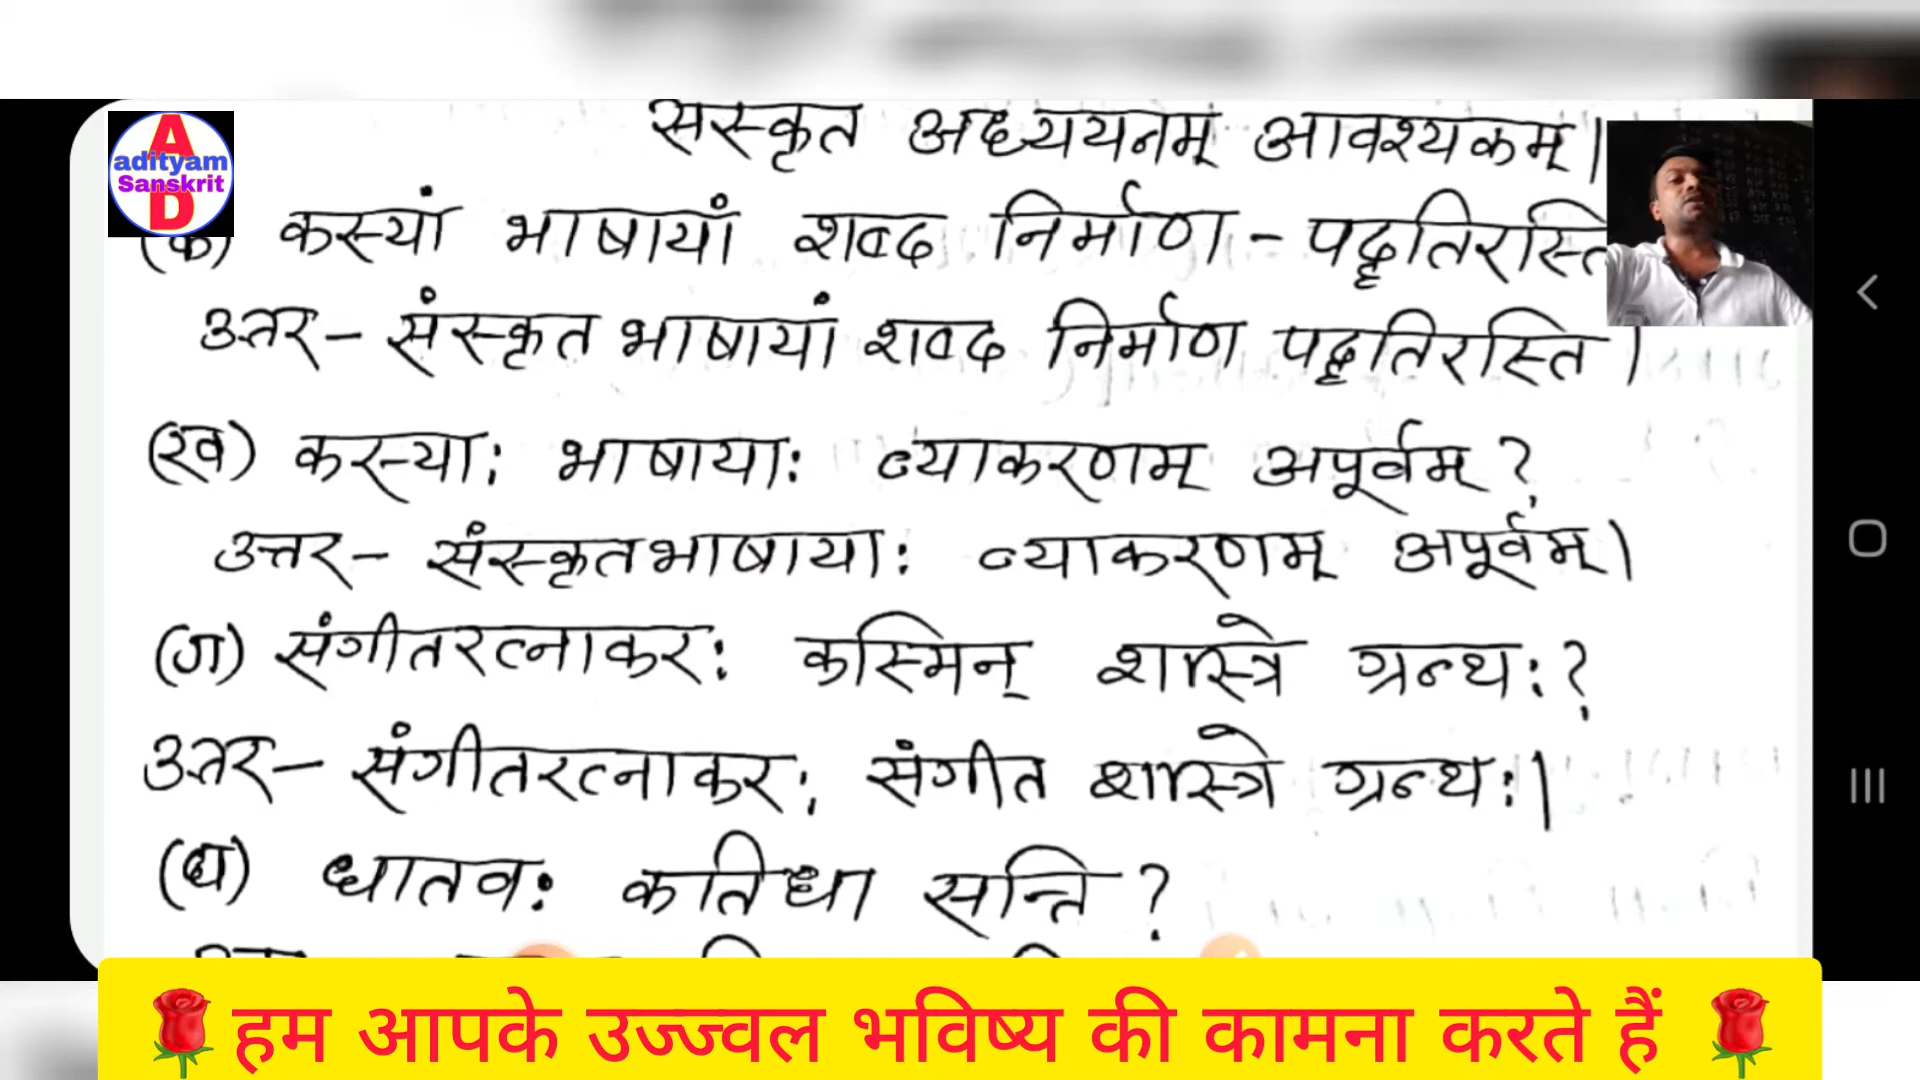 संस्कृत अध्ययनम् आवश्यकम्।
A
adityam
Sanskrit
D
(क) कस्यां भाषायां शब्द निर्माण - पद्धतिरस्ति
उत्तर - संस्कृत भाषायां शब्द निर्माण पद्धतिरस्ति।
(ख) कस्याः भाषायाः व्याकरणम् अपूर्वम्?
उत्तर - संस्कृतभाषायाः व्याकरणम् अपूर्वम्।
(ग) संगीतरत्नाकरः कस्मिन् शास्त्रे ग्रन्थः?
उत्तर - संगीतरत्नाकरः संगीत शास्त्रे ग्रन्थः।
(घ) धातवः कतिधा सन्ति?
हम आपके उज्ज्वल भविष्य की कामना करते हैं